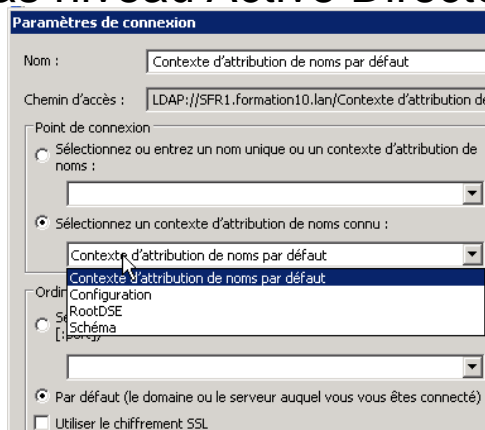 niveau Active Directo
Paramètres de connexion
Nom :
Contexte d'attribution de noms par défaut
Chemin d'accès :
LDAP://SFR1.formation10.lan/Contexte d'attribution de
Point de connexion
Sélectionnez ou entrez un nom unique ou un contexte d'attribution de
noms :
Sélectionnez un contexte d'attribution de noms connu :
Contexte d'attribution de noms par défaut
Contexte d'attribution de noms par défaut
Configuration
RootDSE
Schéma
Par défaut (le domaine ou le serveur auquel vous vous êtes connecté)
Utiliser le chiffrement SSL